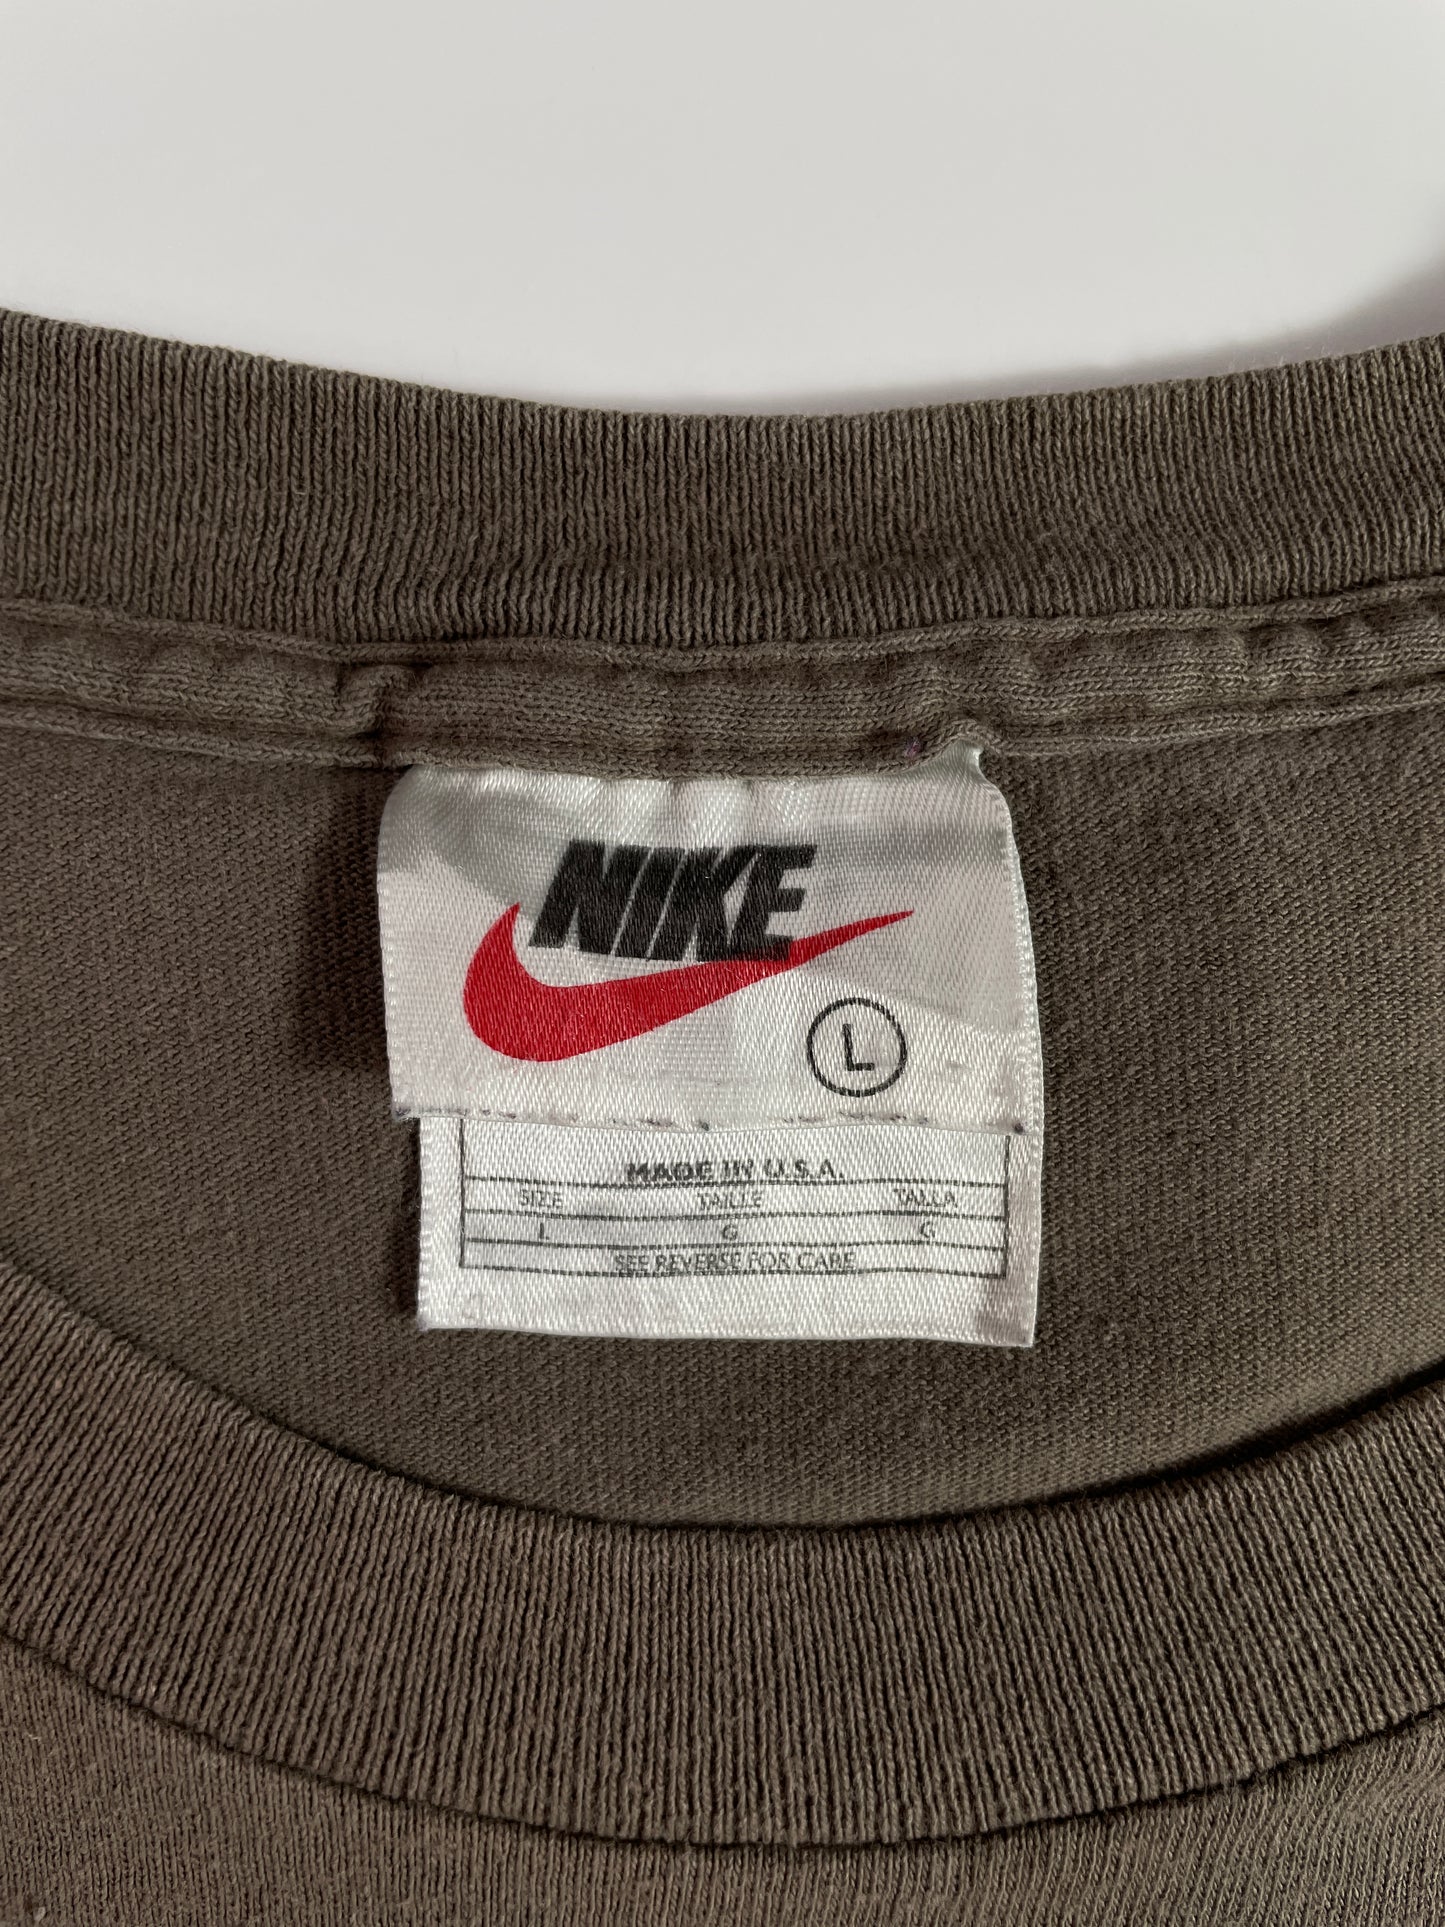 NIKE
L
MADE IN U.S.A.
SIZE TAILLE TALLA
L G G
SEE REVERSE FOR CARE